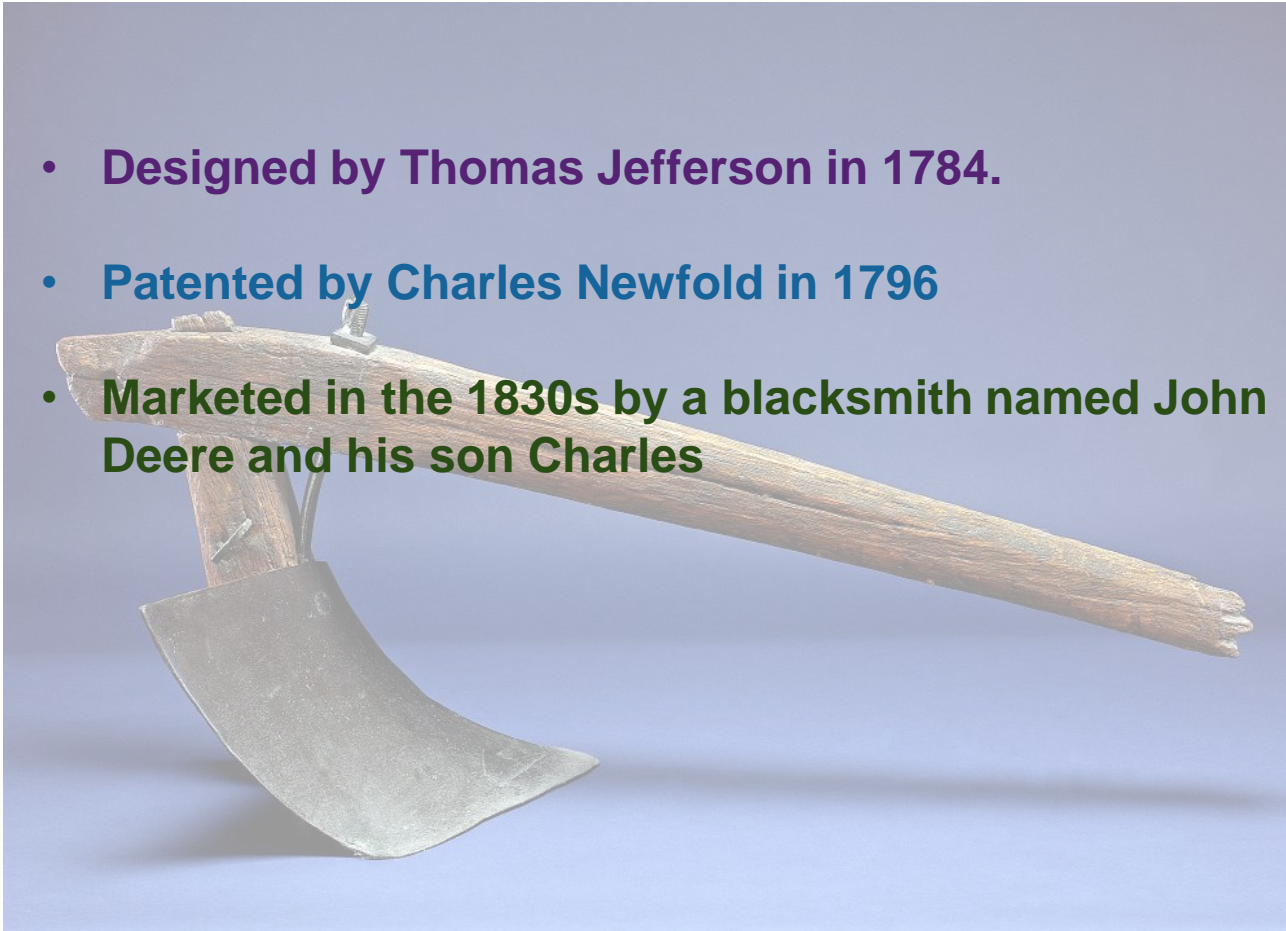 • Designed by Thomas Jefferson in 1784.
• Patented by Charles Newfold in 1796
• Marketed in the 1830s by a blacksmith named John
Deere and his son Charles